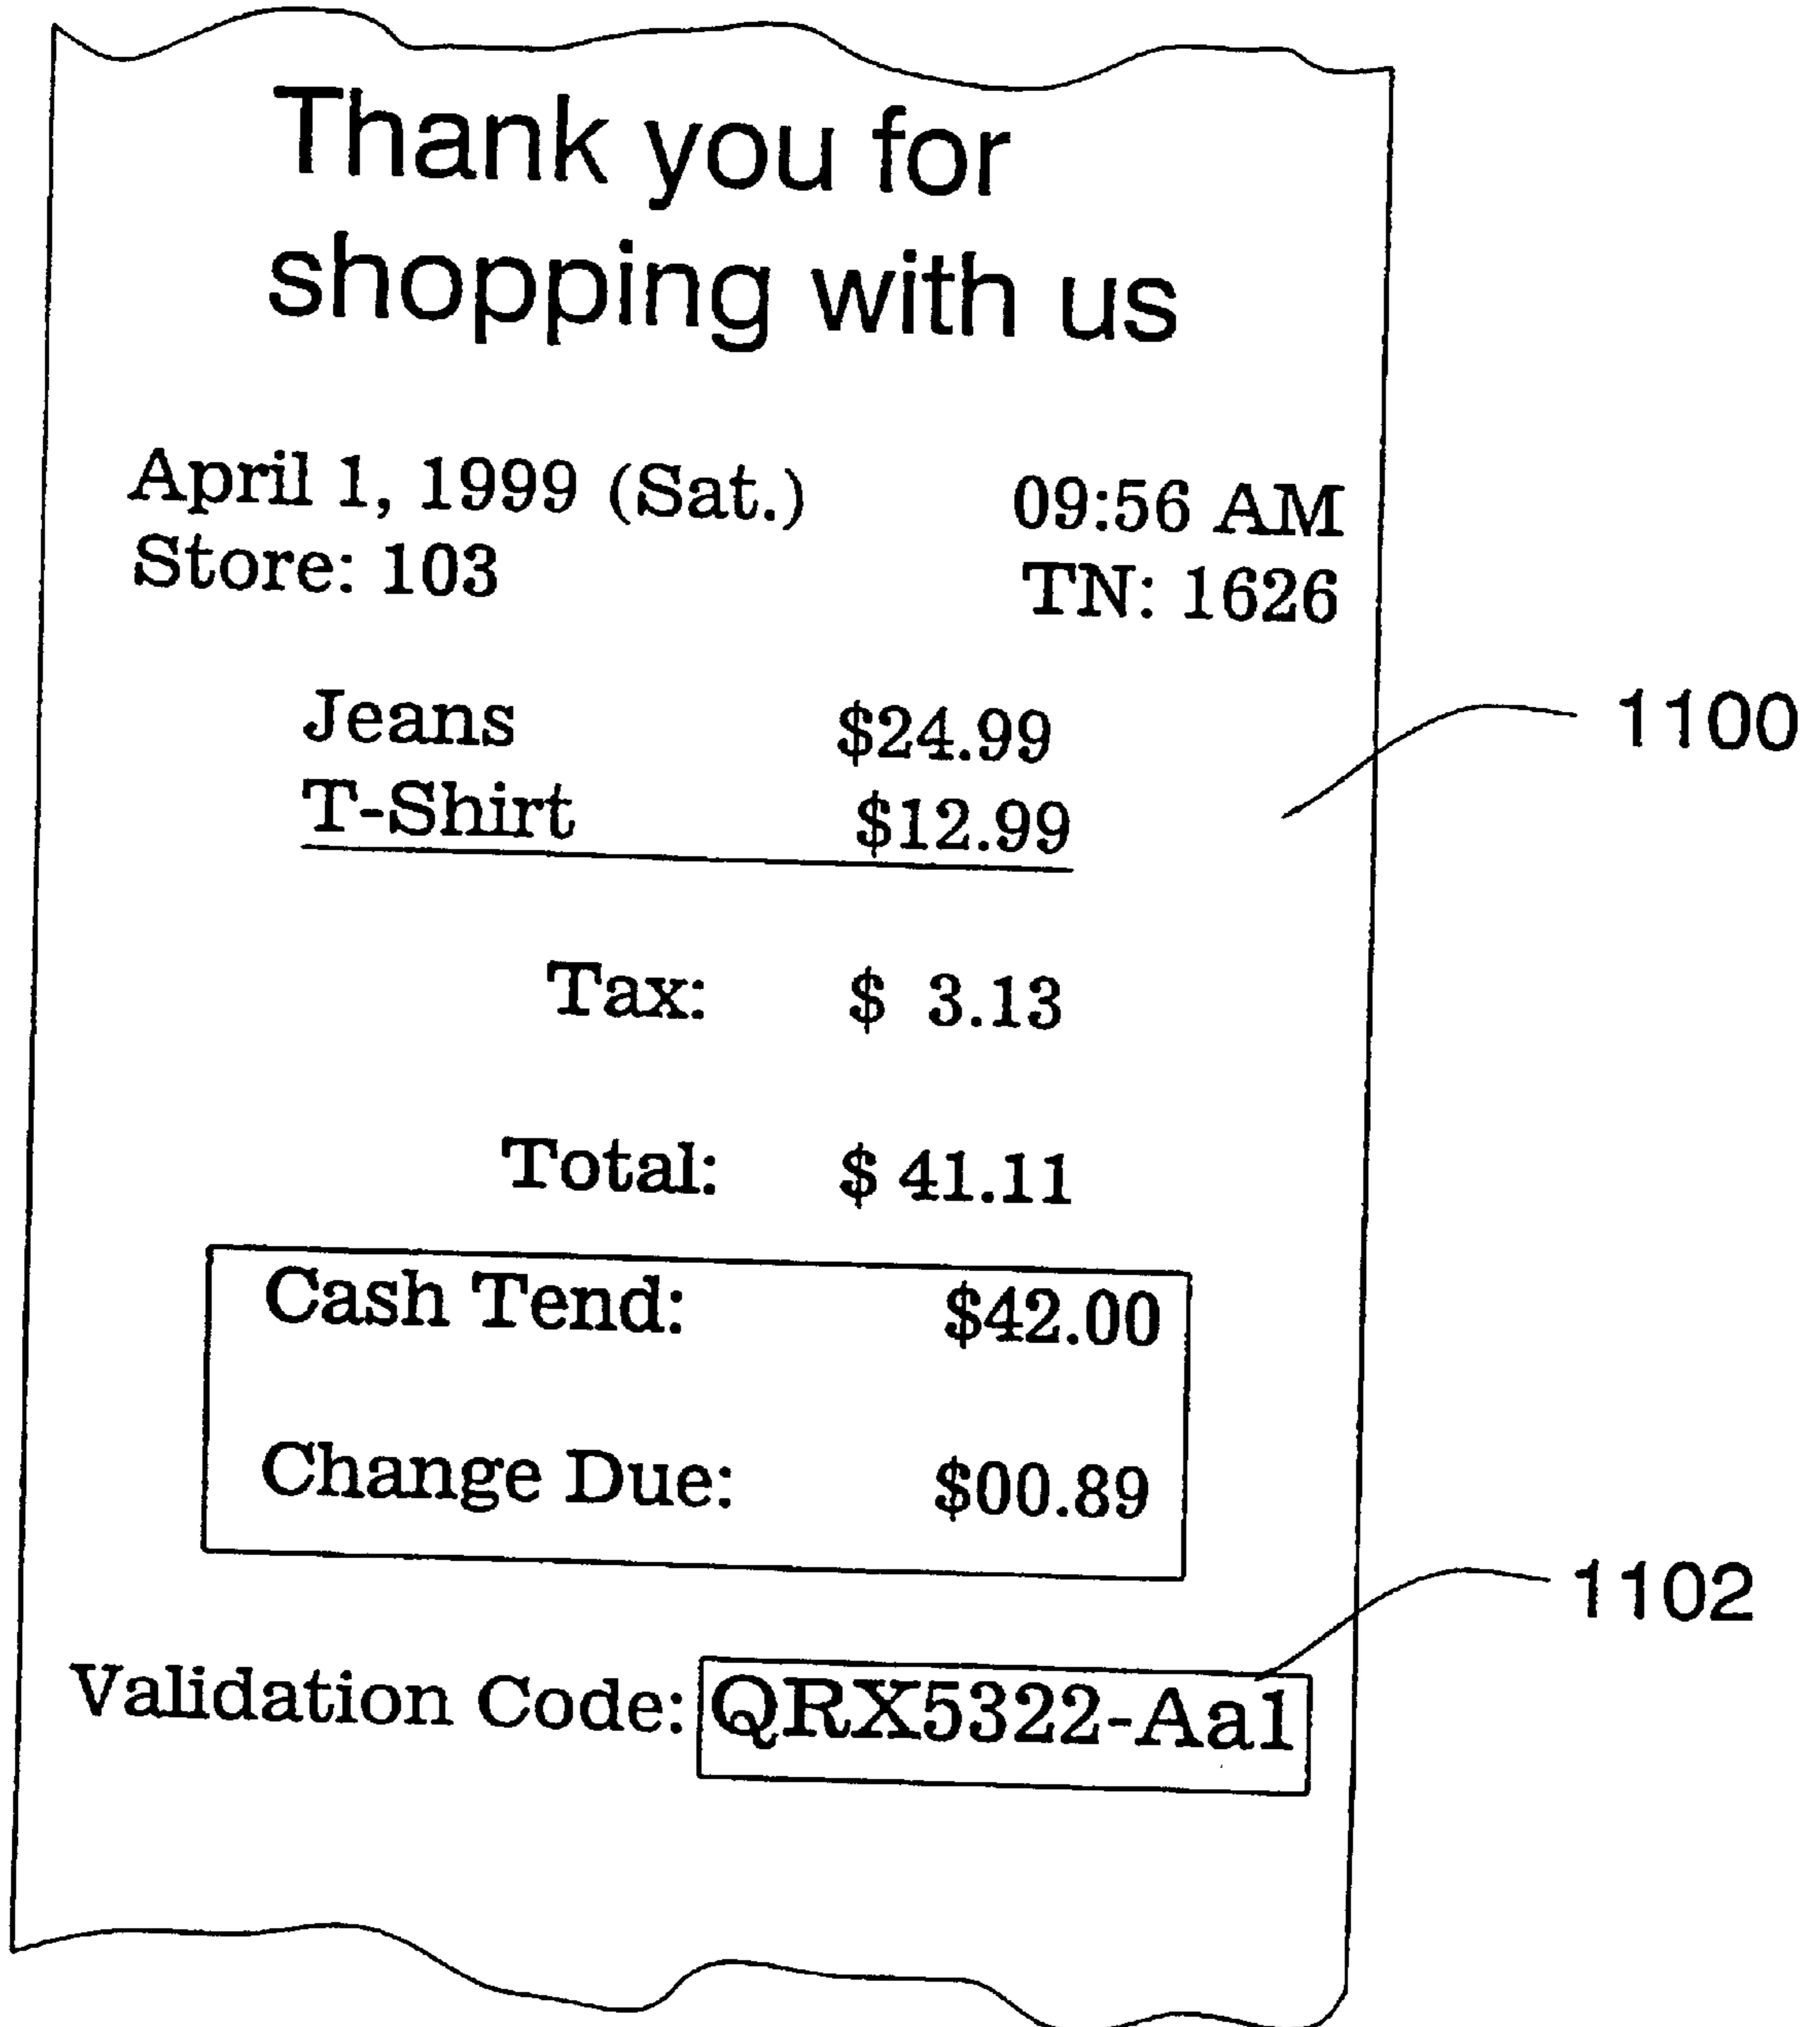 Thank you for
shopping with us
April 1, 1999 (Sat.) 09:56 AM
Store: 103 TN: 1626
Jeans $24.99
1100
T-Shirt $12.99
Tax: $ 3.13
Total: $ 41.11
Cash Tend: $42.00
Change Due: $00.89
1102
Validation Code: QRX5322-Aa1